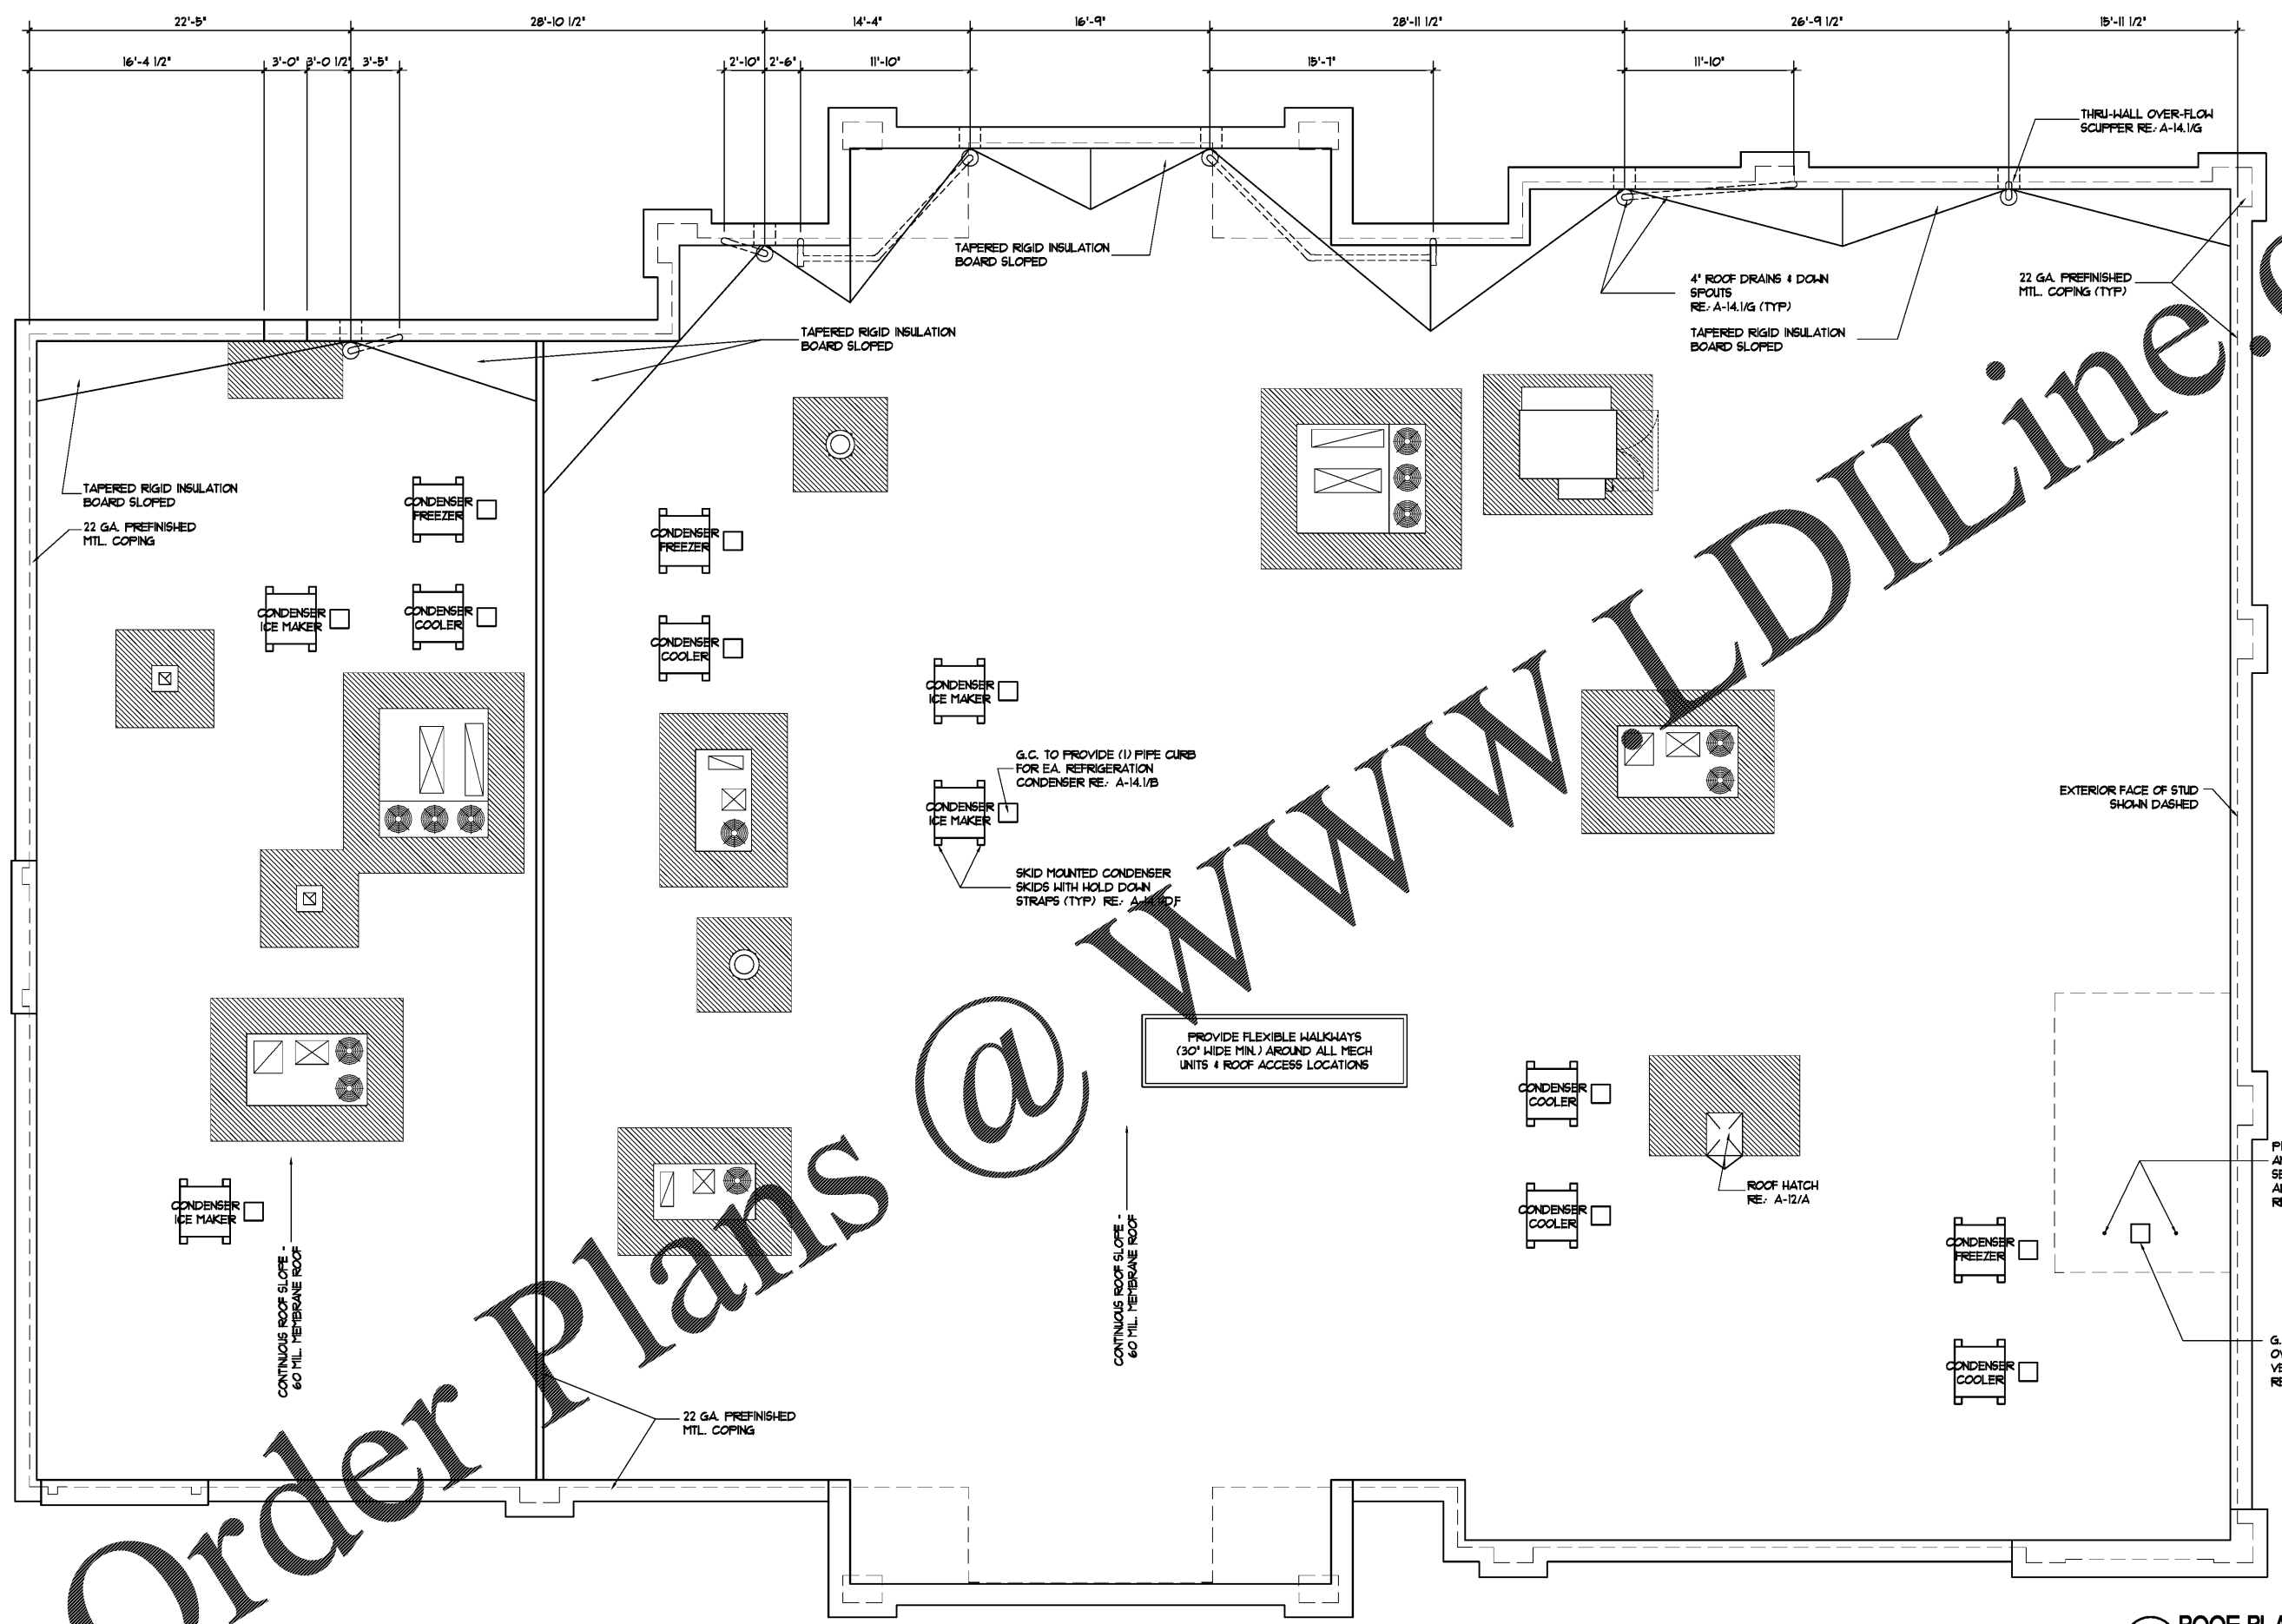 22'-5"
28'-10 1/2"
14'-4"
16'-9"
28'-11 1/2"
26'-9 1/2"
15'-11 1/2"
16'-4 1/2"
3'-0"
3'-0 1/2"
3'-5"
2'-10"
2'-6"
11'-10"
15'-7"
11'-10"
THRU-WALL OVER-FLOW
SCUPPER RE: A-14.1/G
TAPERED RIGID INSULATION
BOARD SLOPED
4" ROOF DRAINS & DOWN
SPOUTS
RE: A-14.1/G (TYP)
TAPERED RIGID INSULATION
BOARD SLOPED
22 GA. PREFINISHED
MTL. COPING (TYP)
TAPERED RIGID INSULATION
BOARD SLOPED
TAPERED RIGID INSULATION
BOARD SLOPED
22 GA. PREFINISHED
MTL. COPING
CONDENSER
FREEZER
CONDENSER
FREEZER
CONDENSER
ICE MAKER
CONDENSER
COOLER
CONDENSER
COOLER
CONDENSER
ICE MAKER
G.C. TO PROVIDE (1) PIPE CURB
FOR EA. REFRIGERATION
CONDENSER RE: A-14.1/B
CONDENSER
ICE MAKER
SKID MOUNTED CONDENSER
SKIDS WITH HOLD DOWN
STRAPS (TYP) RE:
EXTERIOR FACE OF STUD
SHOWN DASHED
PROVIDE FLEXIBLE WALKWAYS
(30" WIDE MIN.) AROUND ALL MECH
UNITS & ROOF ACCESS LOCATIONS
CONDENSER
COOLER
CONDENSER
COOLER
ROOF HATCH
RE: A-12/A
CONDENSER
ICE MAKER
CONDENSER
FREEZER
CONDENSER
COOLER
CONTINUOUS ROOF SLOPE -
60 MIL. MEMBRANE ROOF
CONTINUOUS ROOF SLOPE -
60 MIL. MEMBRANE ROOF
22 GA. PREFINISHED
MTL. COPING
Order Plans @ WWW.LDILine.
ROOF PLA